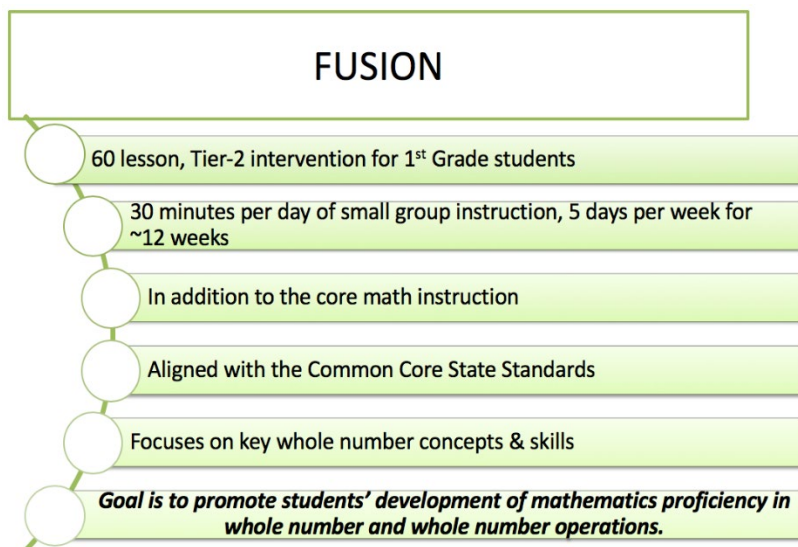 FUSION
60 lesson, Tier-2 intervention for 1st Grade students
30 minutes per day of small group instruction, 5 days per week for
~12 weeks
In addition to the core math instruction
Aligned with the Common Core State Standards
Focuses on key whole number concepts & skills
Goal is to promote students’ development of mathematics proficiency in
whole number and whole number operations.